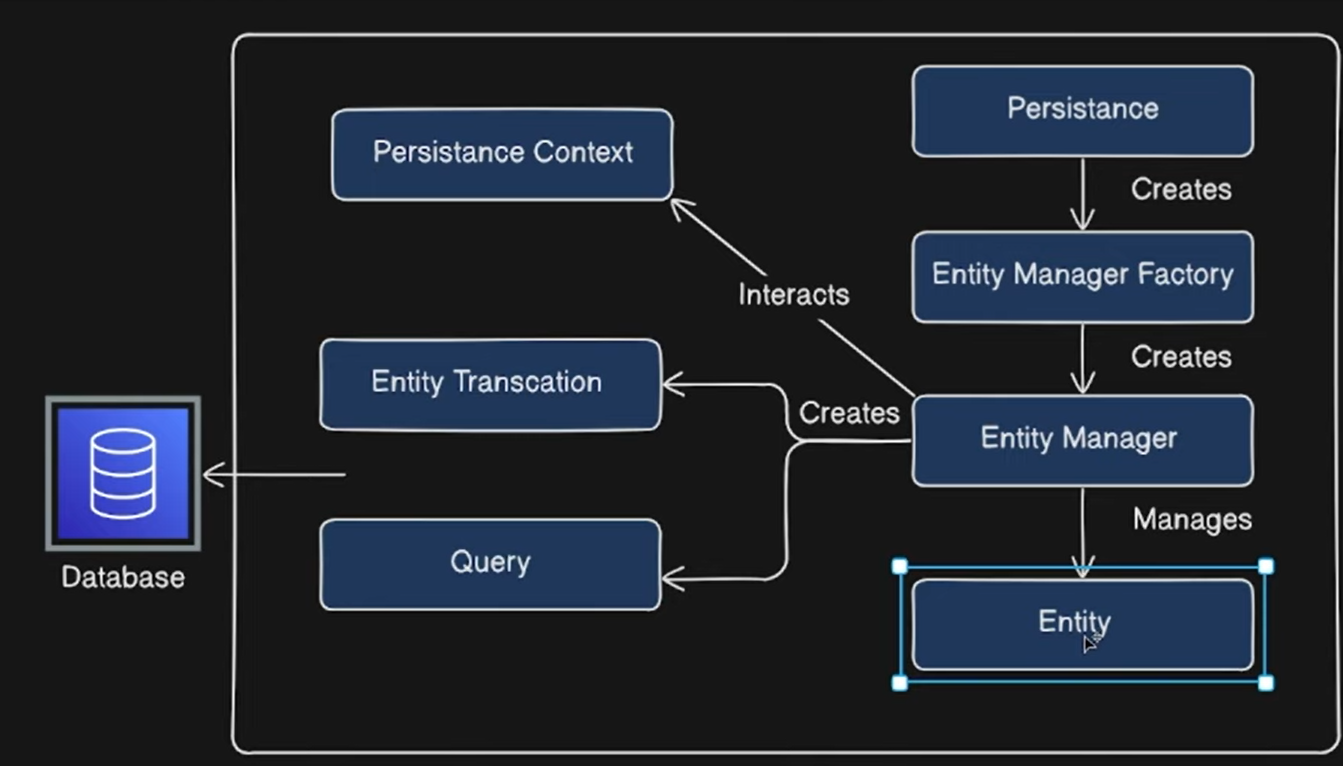 Persistance
Persistance Context
Creates
Entity Manager Factory
Interacts
Creates
Entity Transcation
Creates
Entity Manager
Manages
Query
Database
Entity